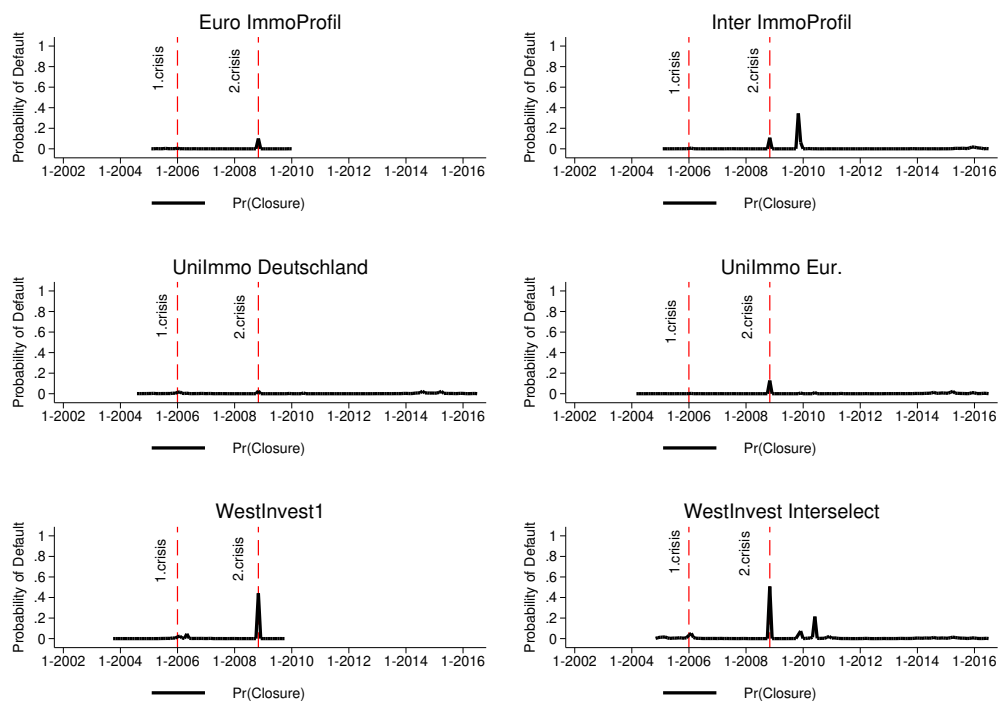 Euro ImmoProfil
Probability of Default
1
.8
.6
.4
.2
0
1.crisis
2.crisis
1-2002 1-2004 1-2006 1-2008 1-2010 1-2012 1-2014 1-2016
Pr(Closure)
Inter ImmoProfil
Probability of Default
1
.8
.6
.4
.2
0
1.crisis
2.crisis
1-2002 1-2004 1-2006 1-2008 1-2010 1-2012 1-2014 1-2016
Pr(Closure)
UniImmo Deutschland
Probability of Default
1
.8
.6
.4
.2
0
1.crisis
2.crisis
1-2002 1-2004 1-2006 1-2008 1-2010 1-2012 1-2014 1-2016
Pr(Closure)
UniImmo Eur.
Probability of Default
1
.8
.6
.4
.2
0
1.crisis
2.crisis
1-2002 1-2004 1-2006 1-2008 1-2010 1-2012 1-2014 1-2016
Pr(Closure)
WestInvest1
Probability of Default
1
.8
.6
.4
.2
0
1.crisis
2.crisis
1-2002 1-2004 1-2006 1-2008 1-2010 1-2012 1-2014 1-2016
Pr(Closure)
WestInvest Interselect
Probability of Default
1
.8
.6
.4
.2
0
1.crisis
2.crisis
1-2002 1-2004 1-2006 1-2008 1-2010 1-2012 1-2014 1-2016
Pr(Closure)